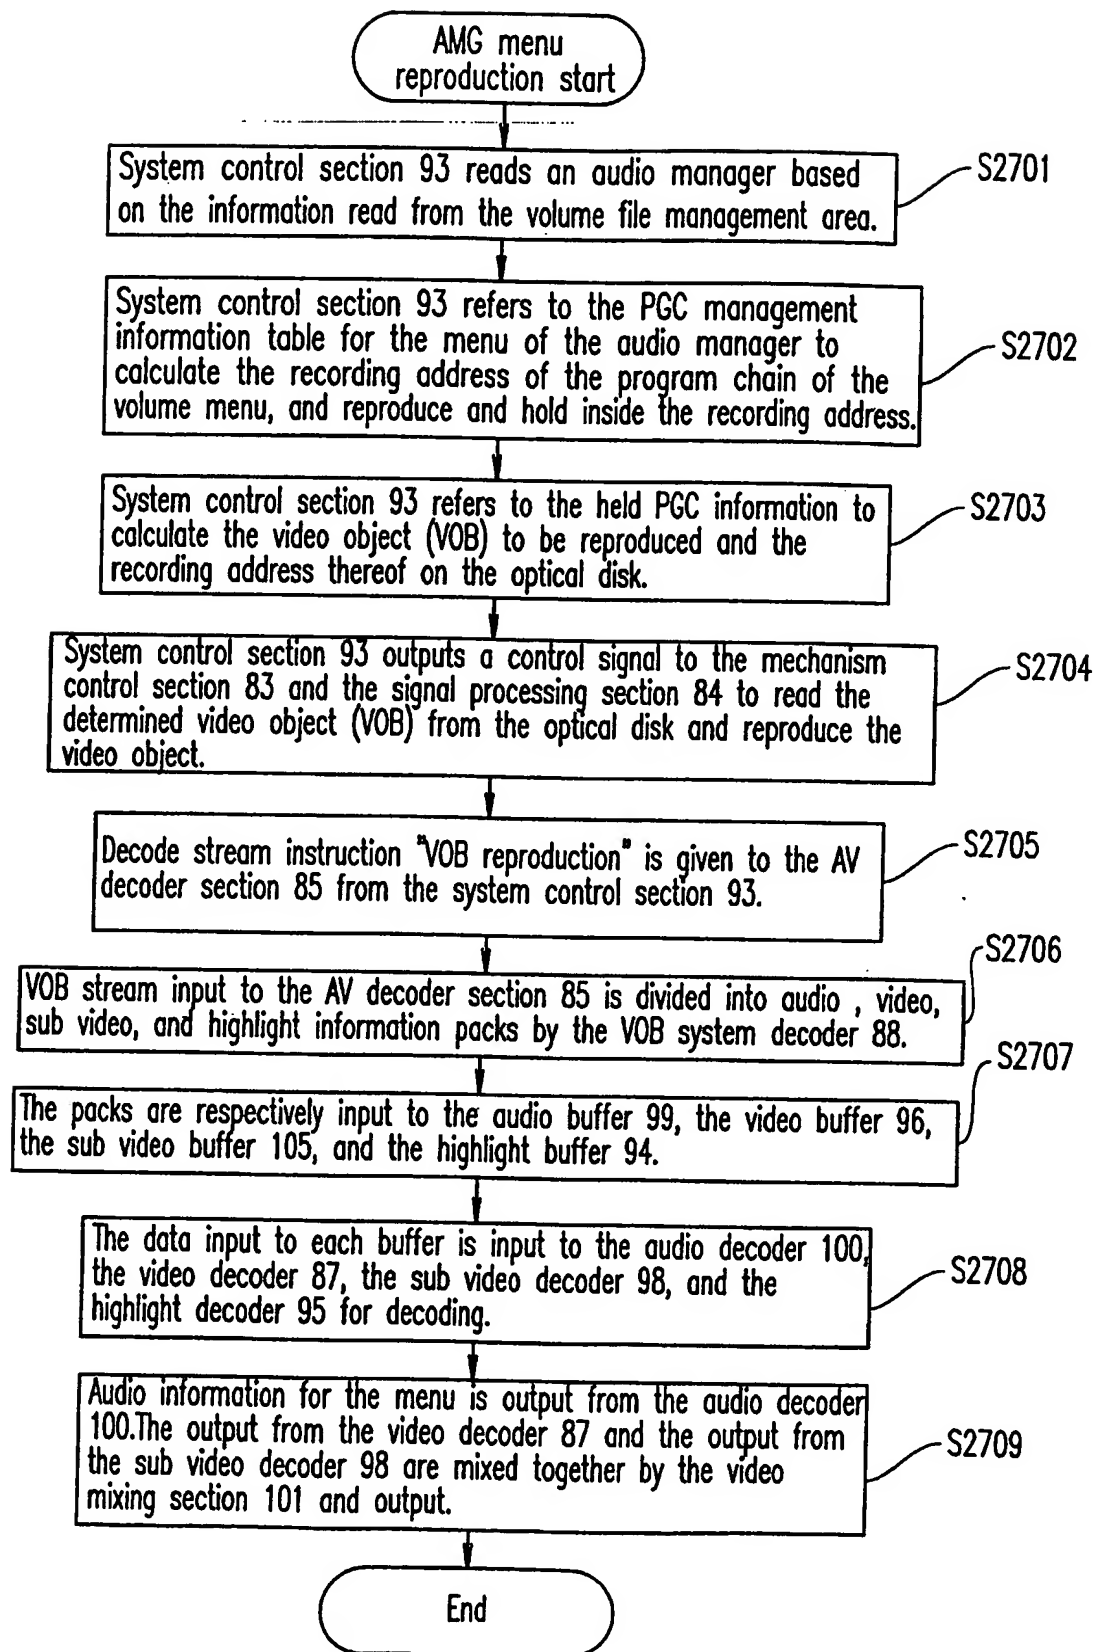 AMG menu
reproduction start
System control section 93 reads an audio manager based
on the information read from the volume file management area.
S2701
System control section 93 refers to the PGC management
information table for the menu of the audio manager to
calculate the recording address of the program chain of the
volume menu, and reproduce and hold inside the recording address.
S2702
System control section 93 refers to the held PGC information to
calculate the video object (VOB) to be reproduced and the
recording address thereof on the optical disk.
S2703
System control section 93 outputs a control signal to the mechanism
control section 83 and the signal processing section 84 to read the
determined video object (VOB) from the optical disk and reproduce the
video object.
S2704
Decode stream instruction "VOB reproduction" is given to the AV
decoder section 85 from the system control section 93.
S2705
VOB stream input to the AV decoder section 85 is divided into audio , video,
sub video, and highlight information packs by the VOB system decoder 88.
S2706
The packs are respectively input to the audio buffer 99, the video buffer 96,
the sub video buffer 105, and the highlight buffer 94.
S2707
The data input to each buffer is input to the audio decoder 100,
the video decoder 87, the sub video decoder 98, and the
highlight decoder 95 for decoding.
S2708
Audio information for the menu is output from the audio decoder
100.The output from the video decoder 87 and the output from
the sub video decoder 98 are mixed together by the video
mixing section 101 and output.
S2709
End